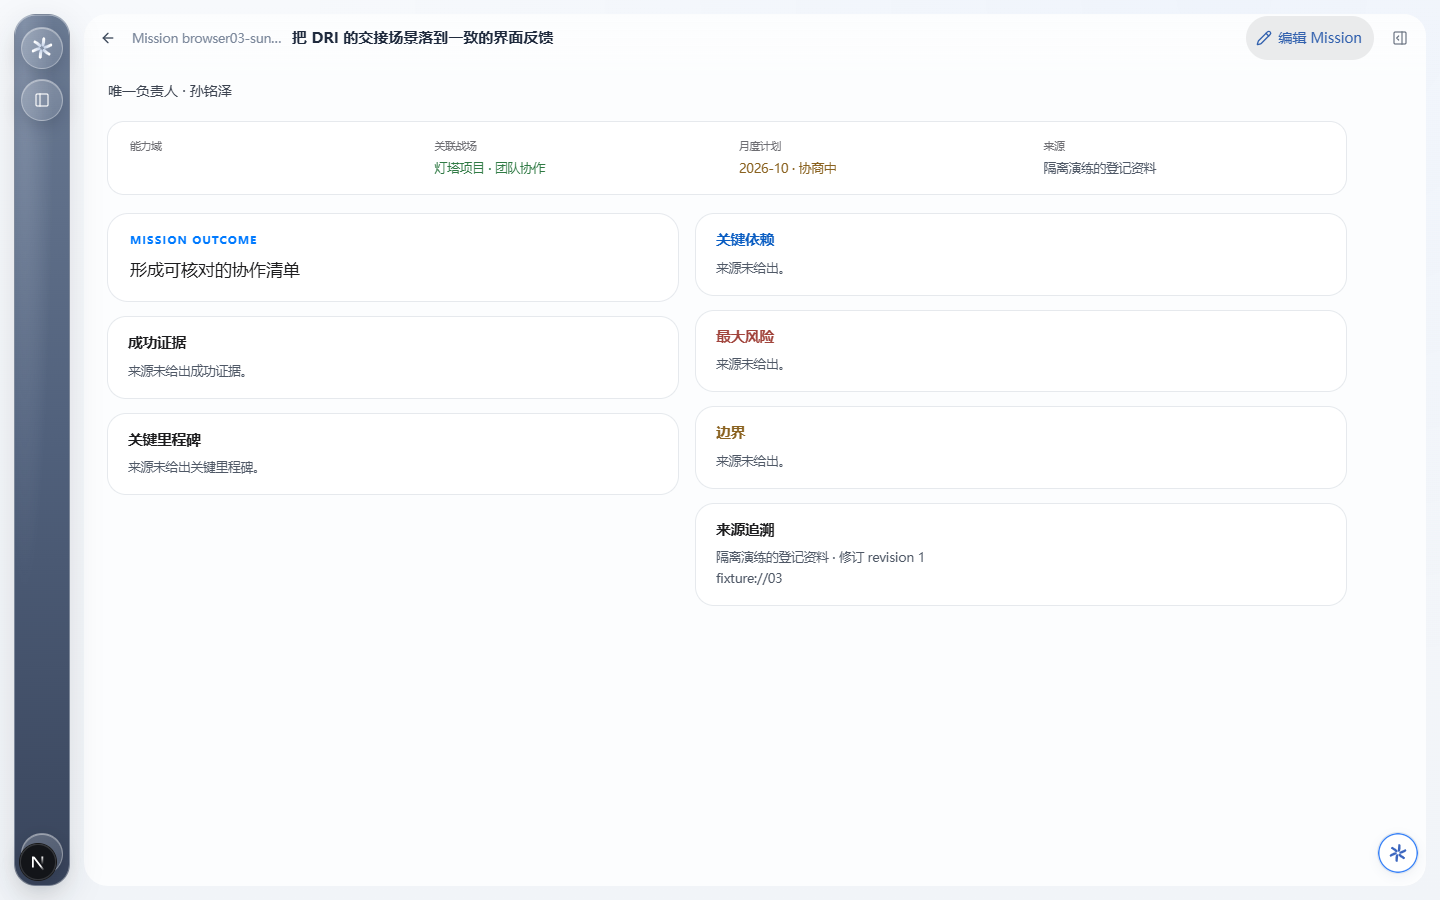 Mission browser03-sun... 把 DRI 的交接场景落到一致的界面反馈
编辑 Mission
唯一负责人 · 孙铭泽
能力域
关联战场
灯塔项目 · 团队协作
月度计划
2026-10 · 协商中
来源
隔离演练的登记资料
MISSION OUTCOME
形成可核对的协作清单
成功证据
来源未给出成功证据。
关键里程碑
来源未给出关键里程碑。
关键依赖
来源未给出。
最大风险
来源未给出。
边界
来源未给出。
来源追溯
隔离演练的登记资料 · 修订 revision 1
fixture://03
N